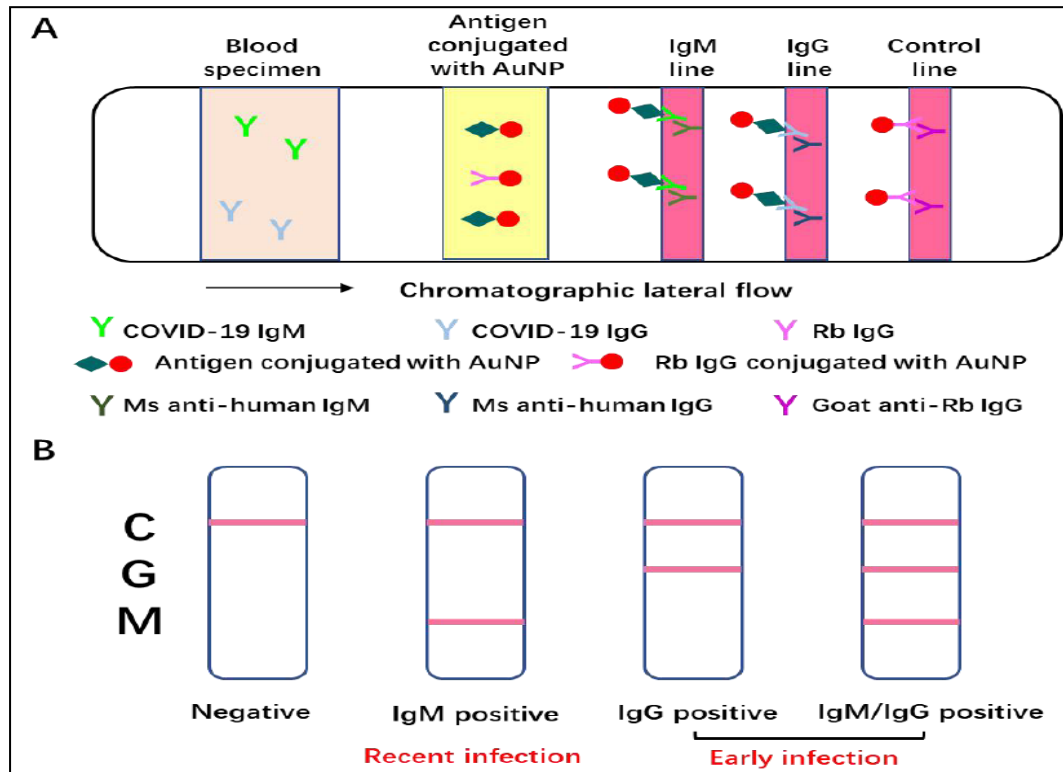 A
Blood
specimen
Antigen
conjugated
with AuNP
IgM
line
IgG
line
Control
line
Chromatographic lateral flow
COVID-19 IgM
COVID-19 IgG
Rb IgG
Antigen conjugated with AuNP
Rb IgG conjugated with AuNP
Ms anti-human IgM
Ms anti-human IgG
Goat anti-Rb IgG
B
C
G
M
Negative
IgM positive
IgG positive
IgM/IgG positive
Recent infection
Early infection